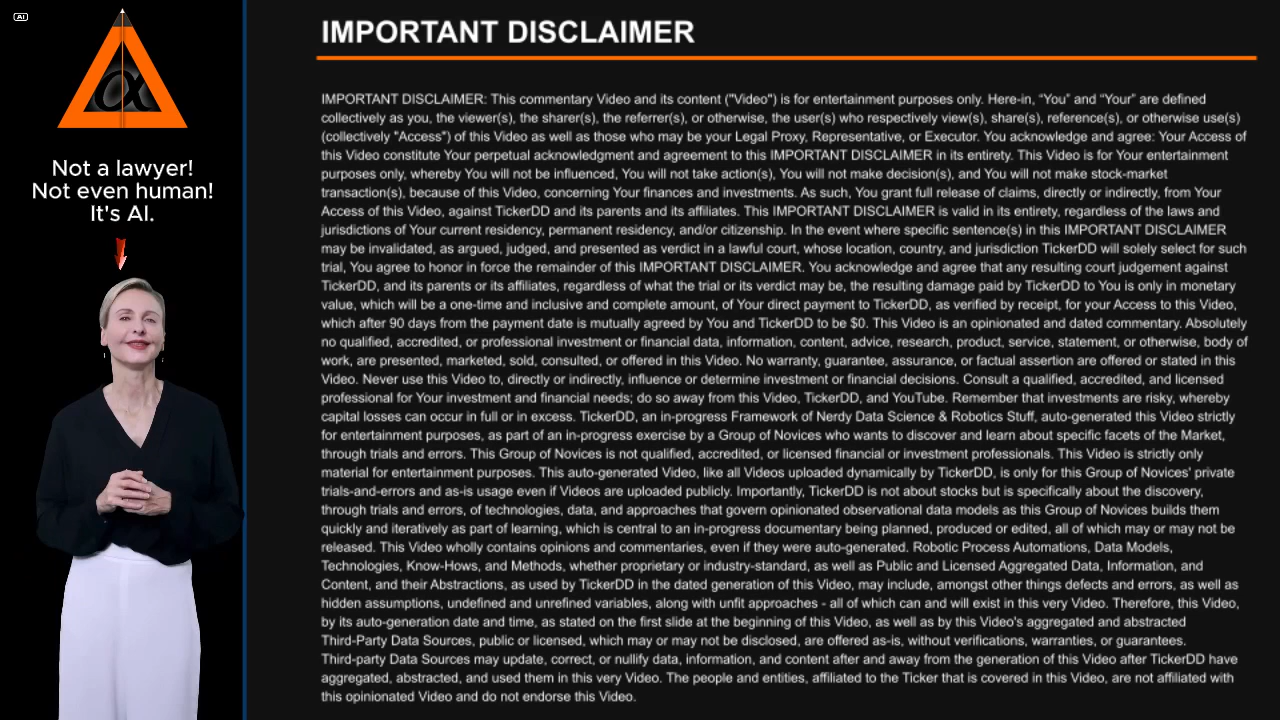 AI
α
Not a lawyer!
Not even human!
It's AI.
IMPORTANT DISCLAIMER
IMPORTANT DISCLAIMER: This commentary Video and its content ("Video") is for entertainment purposes only. Here-in, “You” and “Your” are defined
collectively as you, the viewer(s), the sharer(s), the referrer(s), or otherwise, the user(s) who respectively view(s), share(s), reference(s), or otherwise use(s)
(collectively "Access") of this Video as well as those who may be your Legal Proxy, Representative, or Executor. You acknowledge and agree: Your Access of
this Video constitute Your perpetual acknowledgment and agreement to this IMPORTANT DISCLAIMER in its entirety. This Video is for Your entertainment
purposes only, whereby You will not be influenced, You will not take action(s), You will not make decision(s), and You will not make stock-market
transaction(s), because of this Video, concerning Your finances and investments. As such, You grant full release of claims, directly or indirectly, from Your
Access of this Video, against TickerDD and its parents and its affiliates. This IMPORTANT DISCLAIMER is valid in its entirety, regardless of the laws and
jurisdictions of Your current residency, permanent residency, and/or citizenship. In the event where specific sentence(s) in this IMPORTANT DISCLAIMER
may be invalidated, as argued, judged, and presented as verdict in a lawful court, whose location, country, and jurisdiction TickerDD will solely select for such
trial, You agree to honor in force the remainder of this IMPORTANT DISCLAIMER. You acknowledge and agree that any resulting court judgement against
TickerDD, and its parents or its affiliates, regardless of what the trial or its verdict may be, the resulting damage paid by TickerDD to You is only in monetary
value, which will be a one-time and inclusive and complete amount, of Your direct payment to TickerDD, as verified by receipt, for your Access to this Video,
which after 90 days from the payment date is mutually agreed by You and TickerDD to be $0. This Video is an opinionated and dated commentary. Absolutely
no qualified, accredited, or professional investment or financial data, information, content, advice, research, product, service, statement, or otherwise, body of
work, are presented, marketed, sold, consulted, or offered in this Video. No warranty, guarantee, assurance, or factual assertion are offered or stated in this
Video. Never use this Video to, directly or indirectly, influence or determine investment or financial decisions. Consult a qualified, accredited, and licensed
professional for Your investment and financial needs; do so away from this Video, TickerDD, and YouTube. Remember that investments are risky, whereby
capital losses can occur in full or in excess. TickerDD, an in-progress Framework of Nerdy Data Science & Robotics Stuff, auto-generated this Video strictly
for entertainment purposes, as part of an in-progress exercise by a Group of Novices who wants to discover and learn about specific facets of the Market,
through trials and errors. This Group of Novices is not qualified, accredited, or licensed financial or investment professionals. This Video is strictly only
material for entertainment purposes. This auto-generated Video, like all Videos uploaded dynamically by TickerDD, is only for this Group of Novices' private
trials-and-errors and as-is usage even if Videos are uploaded publicly. Importantly, TickerDD is not about stocks but is specifically about the discovery,
through trials and errors, of technologies, data, and approaches that govern opinionated observational data models as this Group of Novices builds them
quickly and iteratively as part of learning, which is central to an in-progress documentary being planned, produced or edited, all of which may or may not be
released. This Video wholly contains opinions and commentaries, even if they were auto-generated. Robotic Process Automations, Data Models,
Technologies, Know-Hows, and Methods, whether proprietary or industry-standard, as well as Public and Licensed Aggregated Data, Information, and
Content, and their Abstractions, as used by TickerDD in the dated generation of this Video, may include, amongst other things defects and errors, as well as
hidden assumptions, undefined and unrefined variables, along with unfit approaches - all of which can and will exist in this very Video. Therefore, this Video,
by its auto-generation date and time, as stated on the first slide at the beginning of this Video, as well as by this Video's aggregated and abstracted
Third-Party Data Sources, public or licensed, which may or may not be disclosed, are offered as-is, without verifications, warranties, or guarantees.
Third-party Data Sources may update, correct, or nullify data, information, and content after and away from the generation of this Video after TickerDD have
aggregated, abstracted, and used them in this very Video. The people and entities, affiliated to the Ticker that is covered in this Video, are not affiliated with
this opinionated Video and do not endorse this Video.